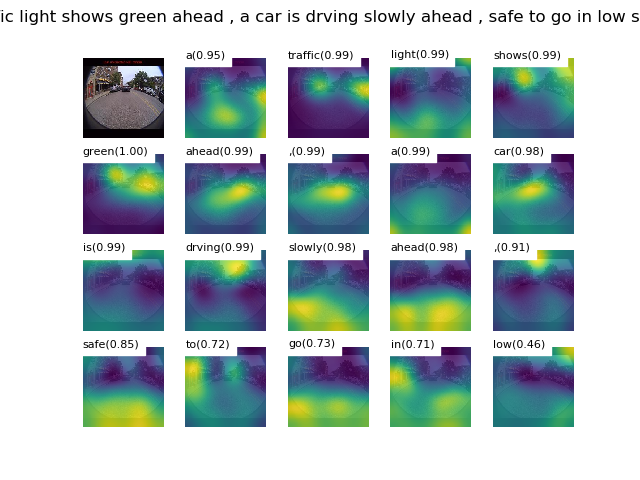 fic light shows green ahead , a car is drving slowly ahead , safe to go in low s
a(0.95) traffic(0.99) light(0.99) shows(0.99)
green(1.00) ahead(0.99) ,(0.99) a(0.99) car(0.98)
is(0.99) drving(0.99) slowly(0.98) ahead(0.98) ,(0.91)
safe(0.85) to(0.72) go(0.73) in(0.71) low(0.46)